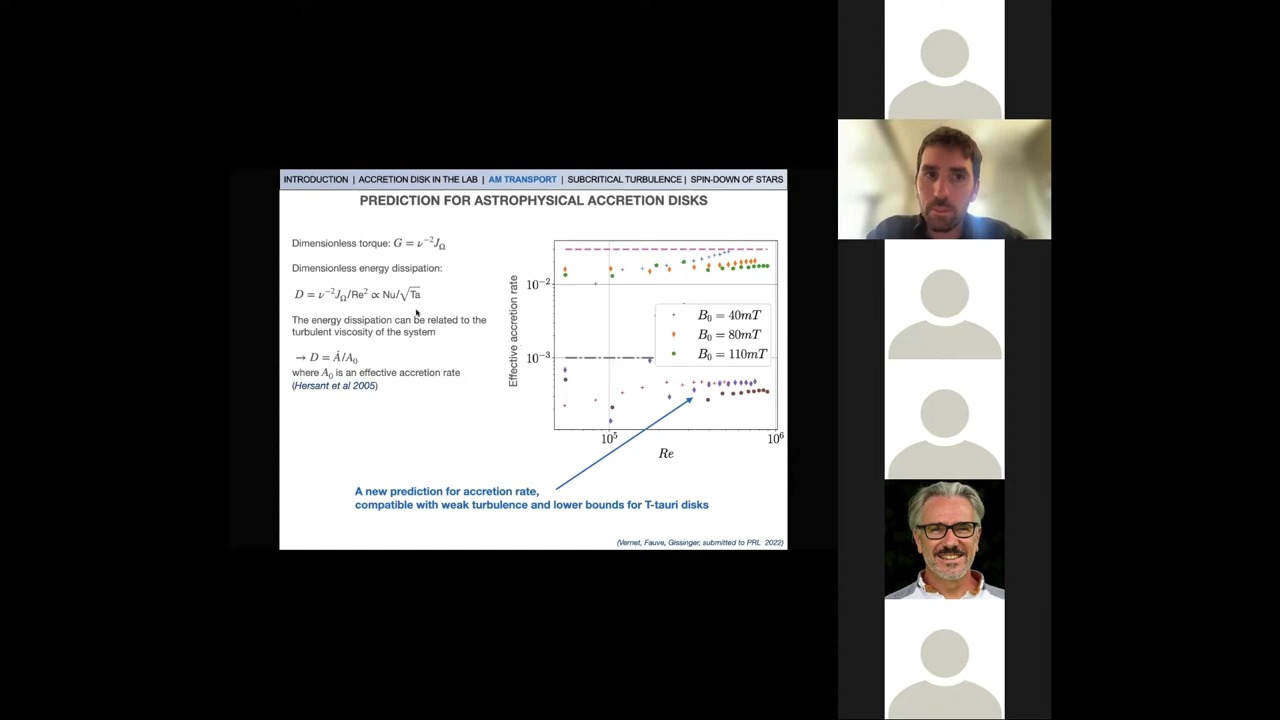 INTRODUCTION | ACCRETION DISK IN THE LAB | AM TRANSPORT | SUBCRITICAL TURBULENCE | SPIN-DOWN OF STARS
PREDICTION FOR ASTROPHYSICAL ACCRETION DISKS
Dimensionless torque: G = ν⁻²J_Ω
Dimensionless energy dissipation:
D = ν⁻²J_Ω/Re² ∝ Nu/√Ta
The energy dissipation can be related to the
turbulent viscosity of the system
→ D = Ȧ/A₀
where A₀ is an effective accretion rate
(Hersant et al 2005)
Effective accretion rate
10⁻²
10⁻³
B₀ = 40mT
B₀ = 80mT
B₀ = 110mT
10⁵
10⁶
Re
A new prediction for accretion rate,
compatible with weak turbulence and lower bounds for T-tauri disks
(Vernet, Fauve, Gissinger, submitted to PRL 2022)